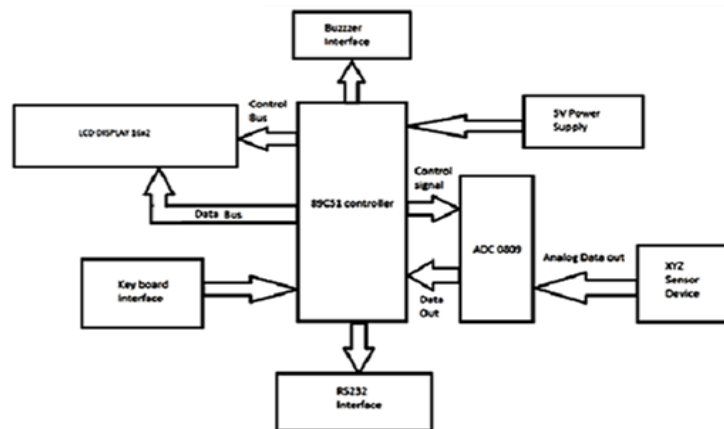 Buzzzer
Interface
Control
Bus
LCD DISPLAY 16x2
5V Power
Supply
Control
signal
89C51 controller
Data Bus
ADC 0809
Analog Data out
XYZ
Sensor
Device
Key board
Interface
Data
Out
RS232
Interface